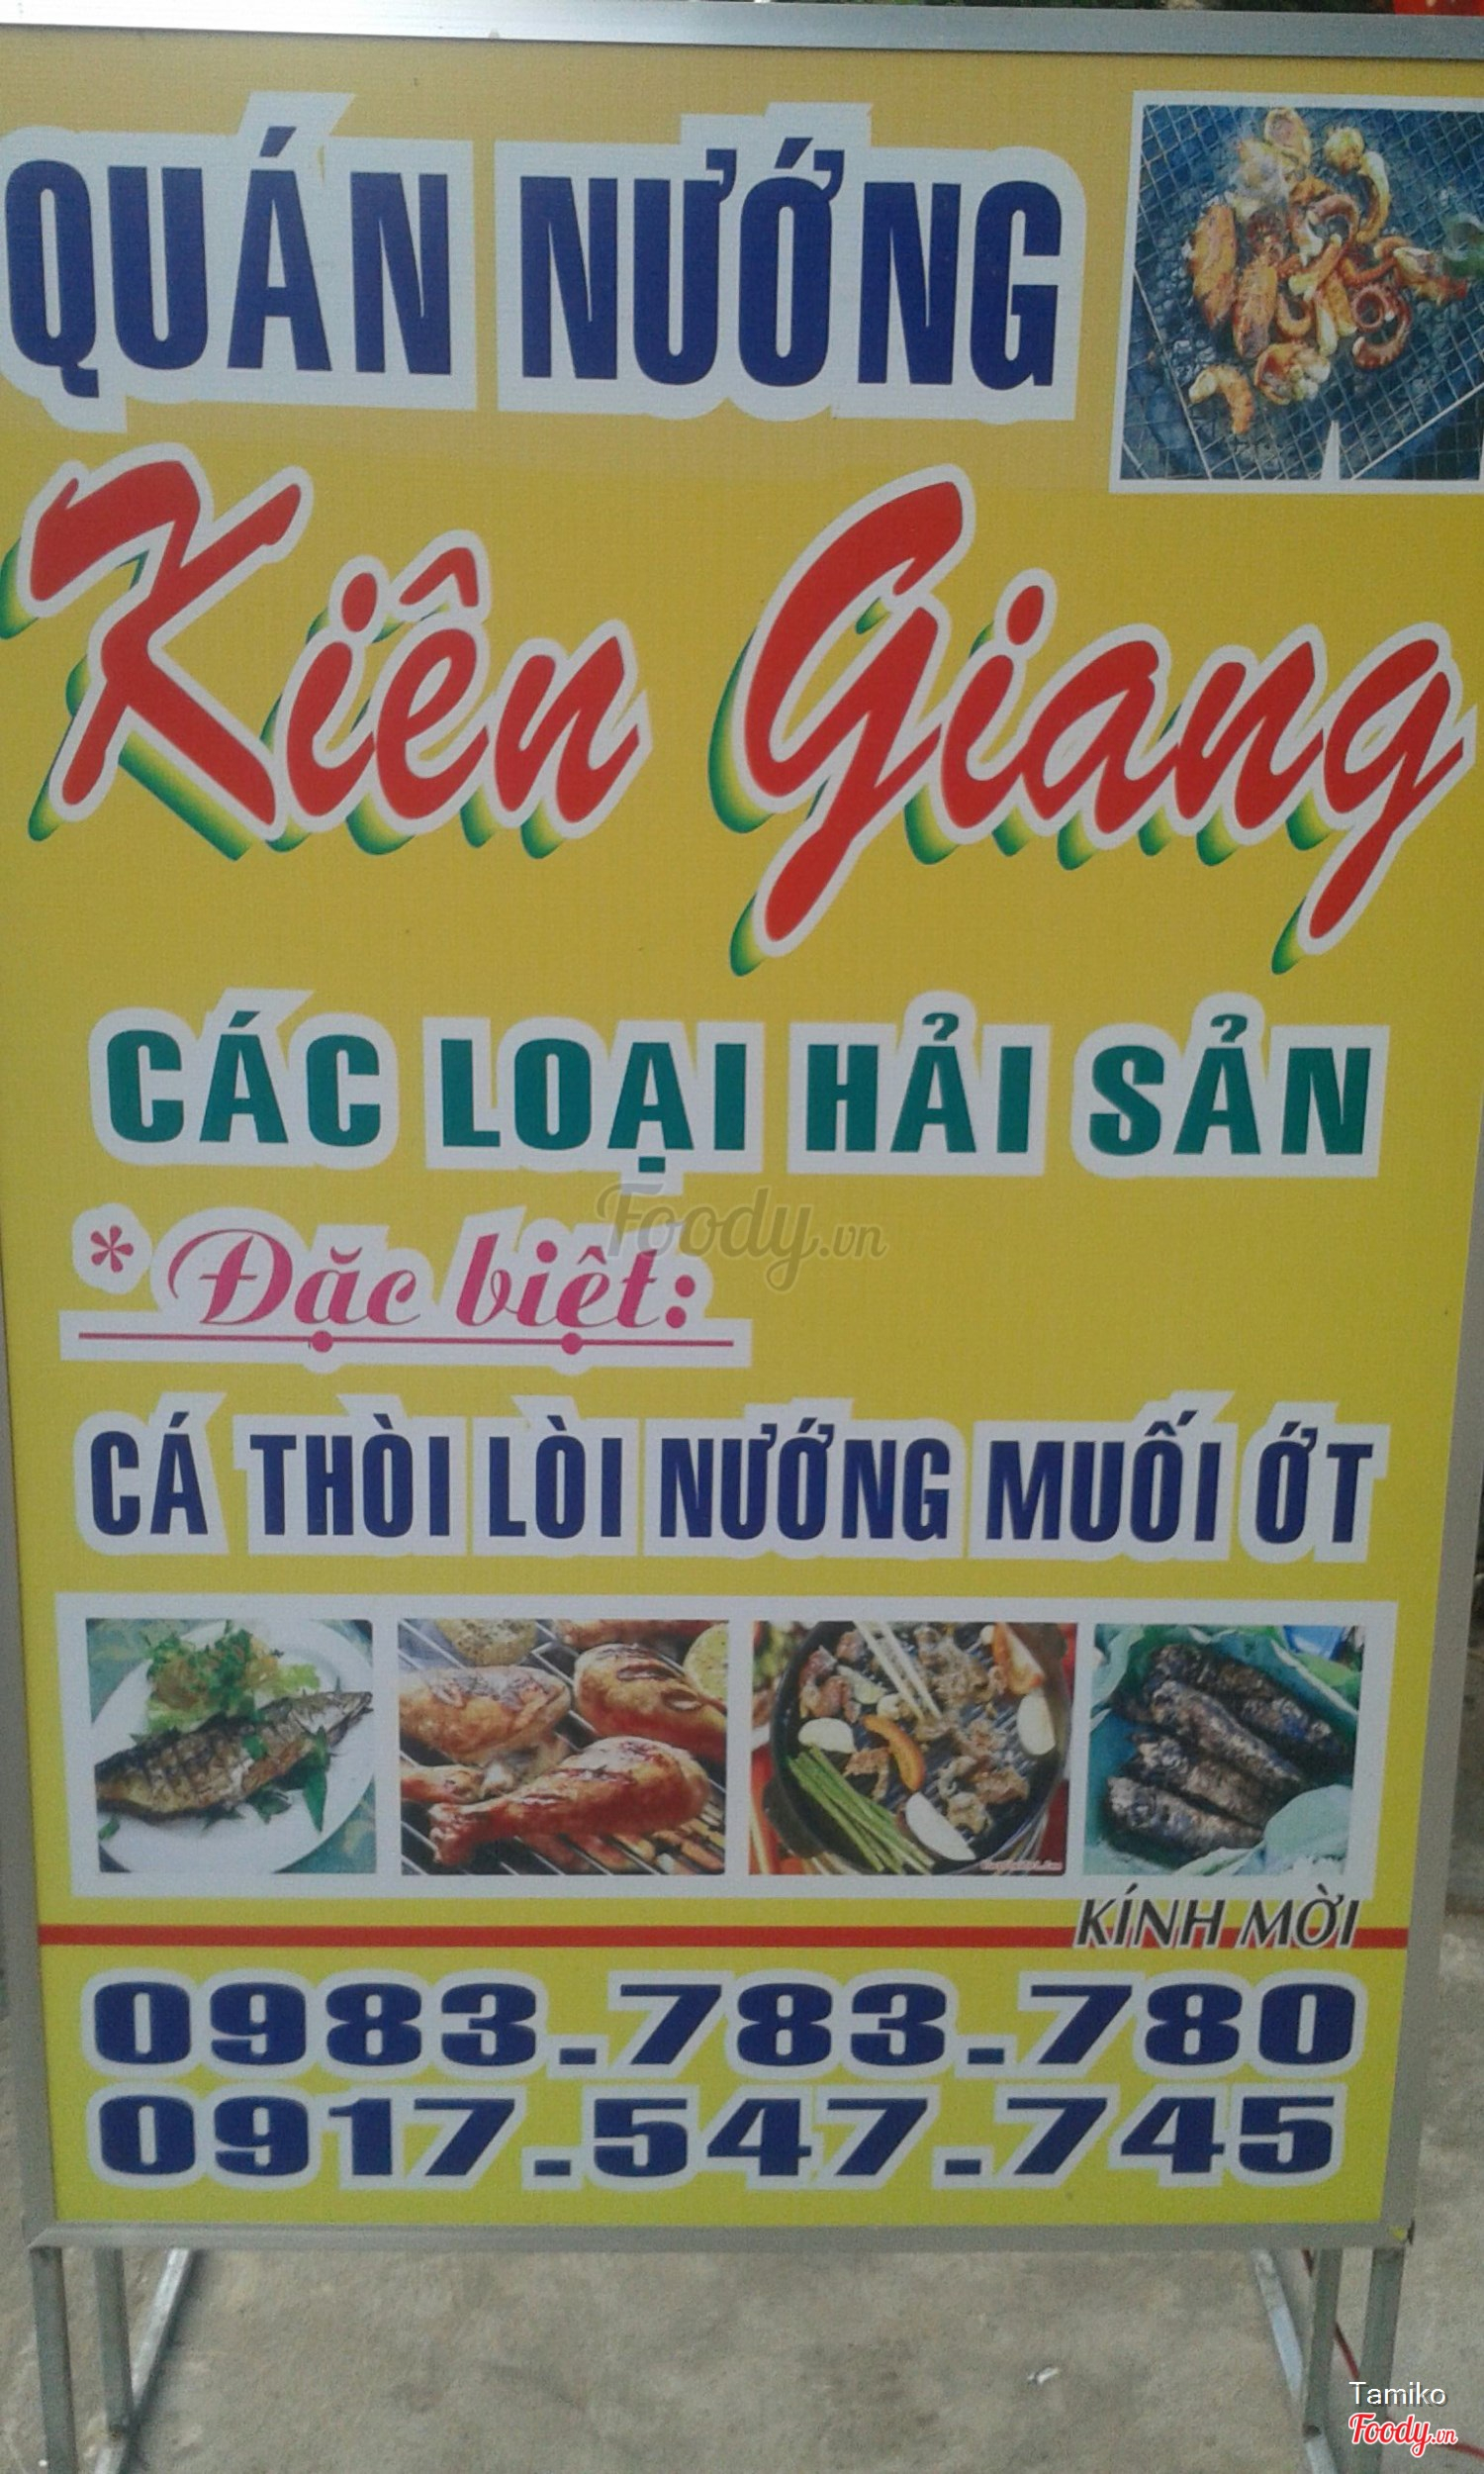 QUÁN NƯỚNG
Kiên Giang
CÁC LOẠI HẢI SẢN
Foody.vn
* Đặc biệt:
CÁ THÒI LÒI NƯỚNG MUỐI ỚT
KÍNH MỜI
0983.783.780
0917.547.745
Tamiko
Foody.vn